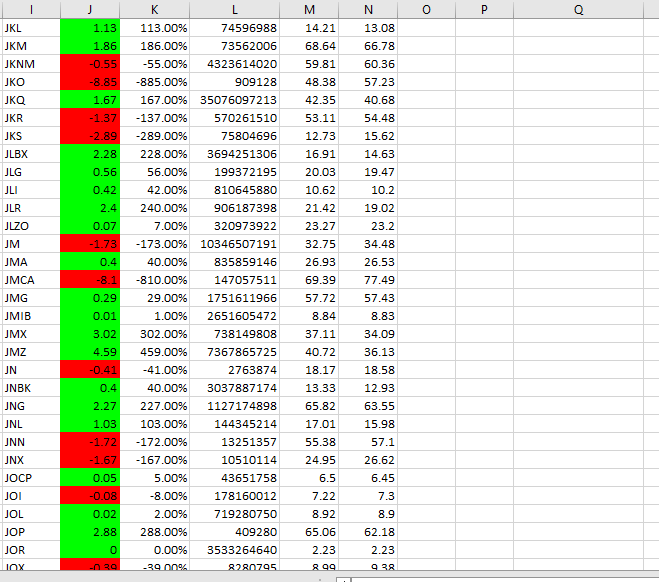 I J K L M N O P Q
JKL 1.13 113.00% 74596988 14.21 13.08
JKM 1.86 186.00% 73562006 68.64 66.78
JKNM -0.55 -55.00% 4323614020 59.81 60.36
JKO -8.85 -885.00% 909128 48.38 57.23
JKQ 1.67 167.00% 35076097213 42.35 40.68
JKR -1.37 -137.00% 570261510 53.11 54.48
JKS -2.89 -289.00% 75804696 12.73 15.62
JLBX 2.28 228.00% 3694251306 16.91 14.63
JLG 0.56 56.00% 199372195 20.03 19.47
JLI 0.42 42.00% 810645880 10.62 10.2
JLR 2.4 240.00% 906187398 21.42 19.02
JLZO 0.07 7.00% 320973922 23.27 23.2
JM -1.73 -173.00% 10346507191 32.75 34.48
JMA 0.4 40.00% 835859146 26.93 26.53
JMCA -8.1 -810.00% 147057511 69.39 77.49
JMG 0.29 29.00% 1751611966 57.72 57.43
JMIB 0.01 1.00% 2651605472 8.84 8.83
JMX 3.02 302.00% 738149808 37.11 34.09
JMZ 4.59 459.00% 7367865725 40.72 36.13
JN -0.41 -41.00% 2763874 18.17 18.58
JNBK 0.4 40.00% 3037887174 13.33 12.93
JNG 2.27 227.00% 1127174898 65.82 63.55
JNL 1.03 103.00% 144345214 17.01 15.98
JNN -1.72 -172.00% 13251357 55.38 57.1
JNX -1.67 -167.00% 10510114 24.95 26.62
JOCP 0.05 5.00% 43651758 6.5 6.45
JOI -0.08 -8.00% 178160012 7.22 7.3
JOL 0.02 2.00% 719280750 8.92 8.9
JOP 2.88 288.00% 409280 65.06 62.18
JOR 0 0.00% 3533264640 2.23 2.23
JOX -0.39 -39.00% 8280795 8.99 9.38